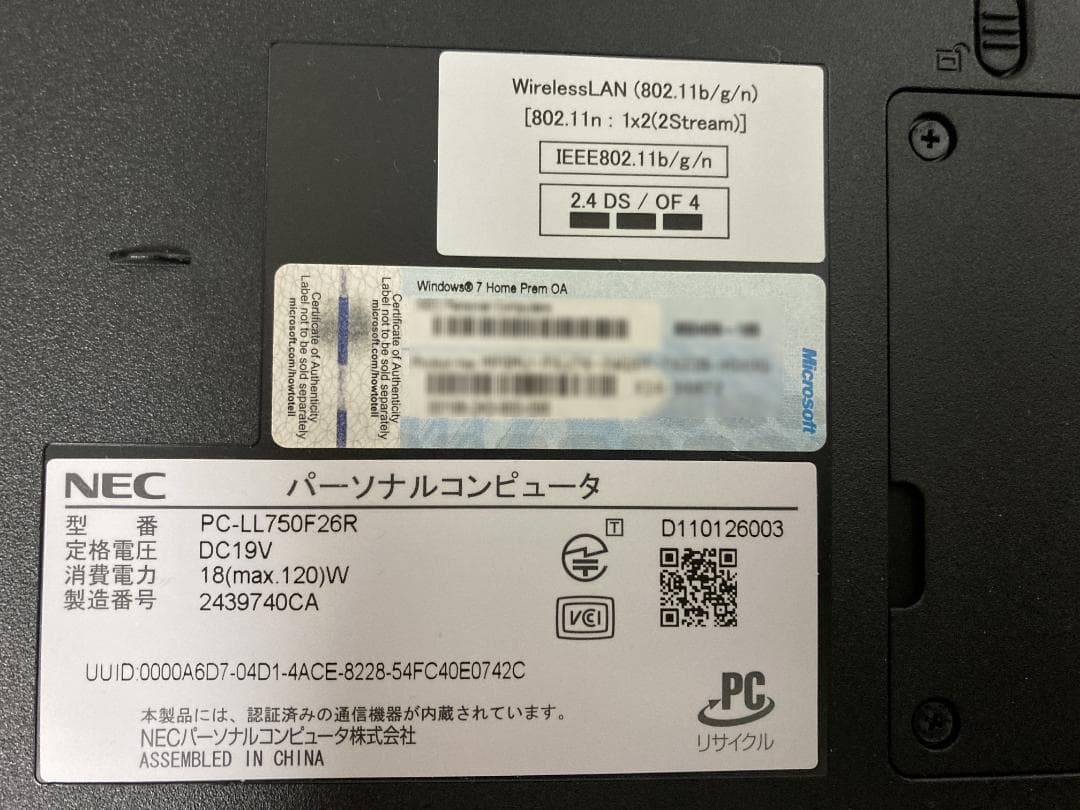 WirelessLAN (802.11b/g/n)
[802.11n : 1x2(2Stream)]
IEEE802.11b/g/n
2.4 DS / OF 4
Windows® 7 Home Prem OA
Certificate of Authenticity
Label not to be sold separately
microsoft.com/howtotell
Certificate of Authenticity
Label not to be sold separately
microsoft.com/howtotell
Microsoft
NEC パーソナルコンピュータ
型 番 PC-LL750F26R
定格電圧 DC19V
消費電力 18(max.120)W
製造番号 2439740CA
T D110126003
VCI
UUID:0000A6D7-04D1-4ACE-8228-54FC40E0742C
本製品には、認証済みの通信機器が内蔵されています。
NECパーソナルコンピュータ株式会社
ASSEMBLED IN CHINA
PC
リサイクル